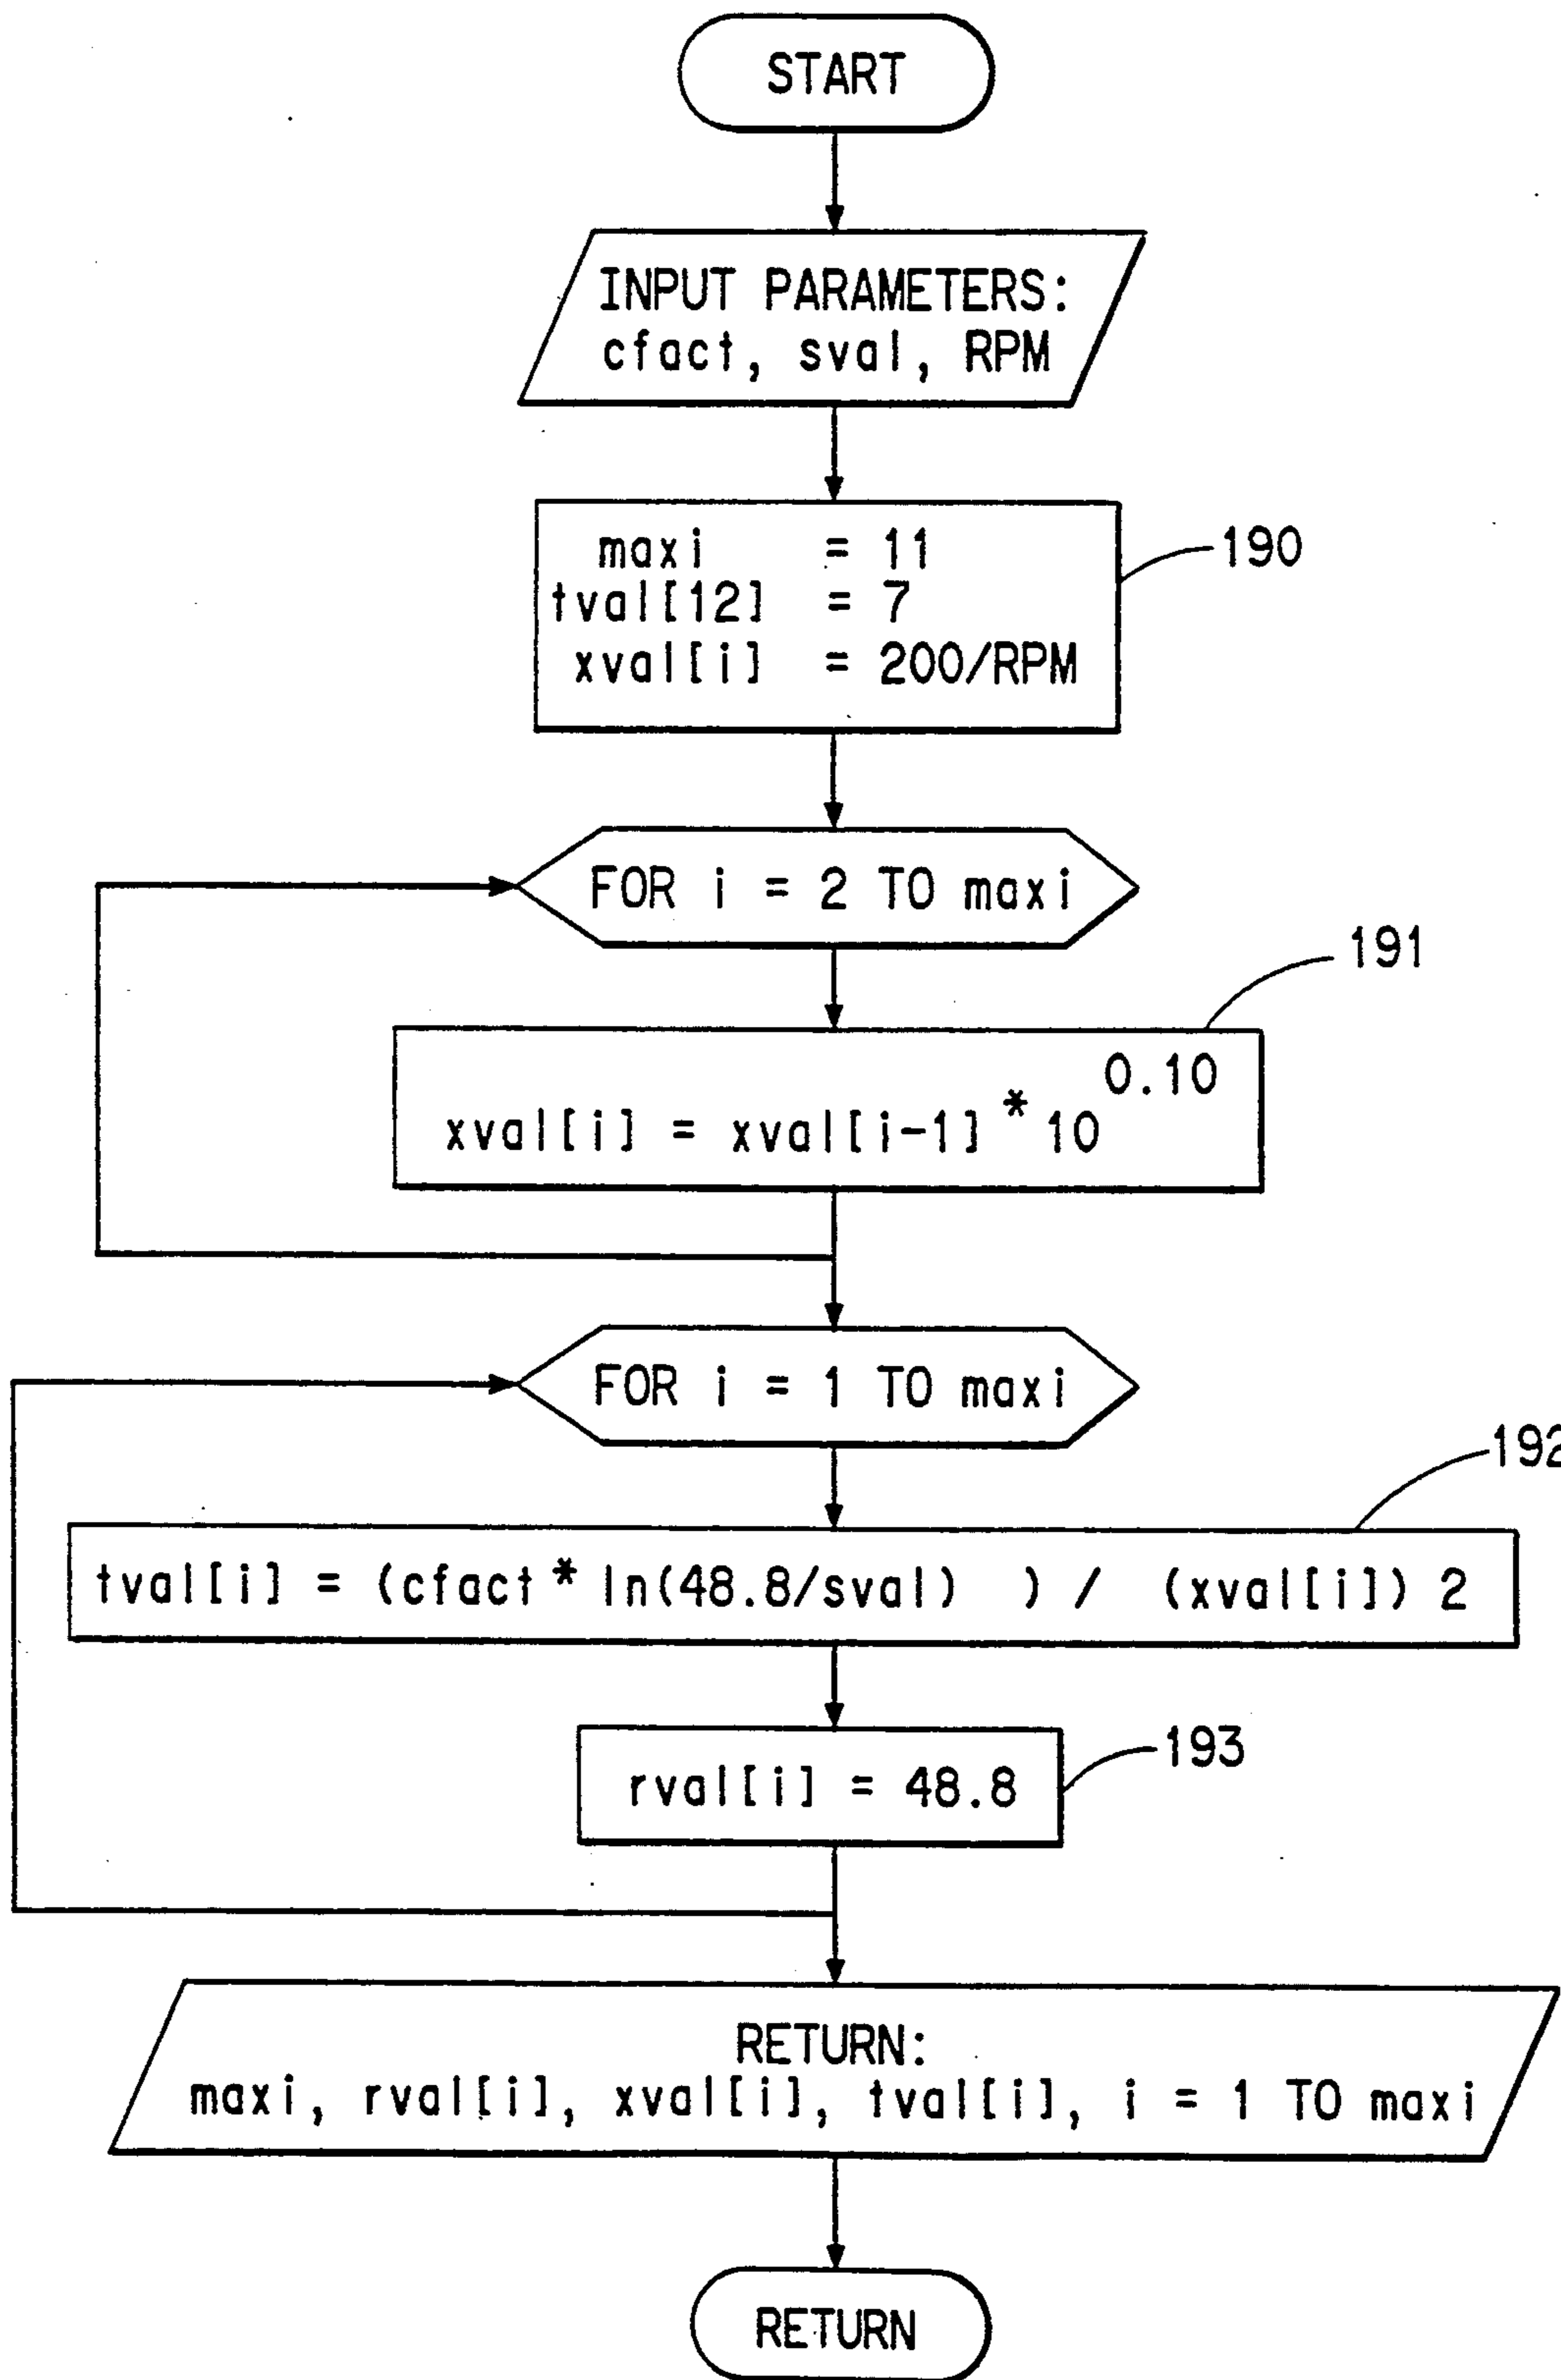 START
INPUT PARAMETERS:
cfact, sval, RPM
maxi = 11
tval[12] = 7
xval[i] = 200/RPM
190
FOR i = 2 TO maxi
191
xval[i] = xval[i-1] * 10 0.10
FOR i = 1 TO maxi
192
tval[i] = (cfact * ln(48.8/sval) ) / (xval[i]) 2
193
rval[i] = 48.8
RETURN:
maxi, rval[i], xval[i], tval[i], i = 1 TO maxi
RETURN